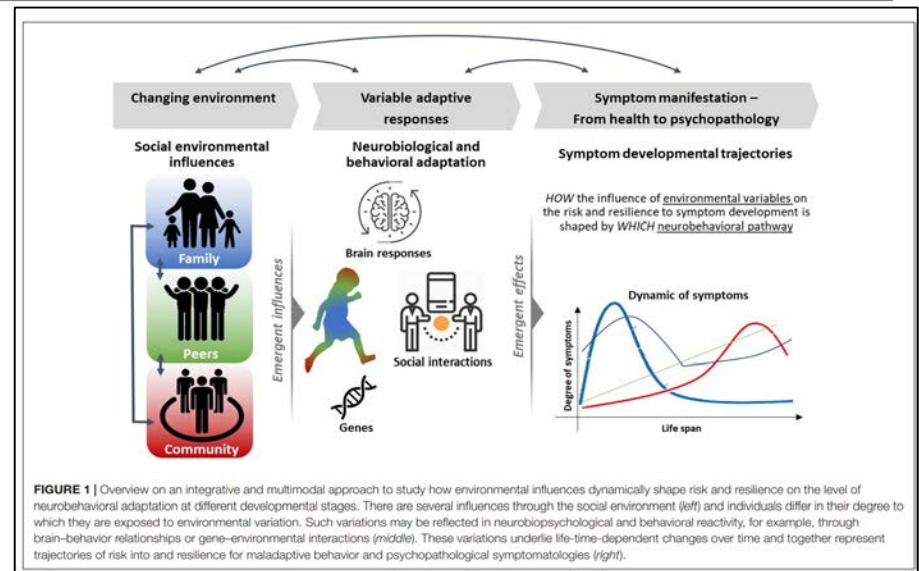 Changing environment
Variable adaptive
responses
Symptom manifestation –
From health to psychopathology
Social environmental
influences
Family
Peers
Community
Emergent influences
Neurobiological and
behavioral adaptation
Brain responses
Social interactions
Genes
Emergent effects
Symptom developmental trajectories
HOW the influence of environmental variables on
the risk and resilience to symptom development is
shaped by WHICH neurobehavioral pathway
Dynamic of symptoms
Degree of symptoms
Life span
FIGURE 1 | Overview on an integrative and multimodal approach to study how environmental influences dynamically shape risk and resilience on the level of
neurobehavioral adaptation at different developmental stages. There are several influences through the social environment (left) and individuals differ in their degree to
which they are exposed to environmental variation. Such variations may be reflected in neurobiopsychological and behavioral reactivity, for example, through
brain–behavior relationships or gene–environmental interactions (middle). These variations underlie life-time-dependent changes over time and together represent
trajectories of risk into and resilience for maladaptive behavior and psychopathological symptomatologies (right).